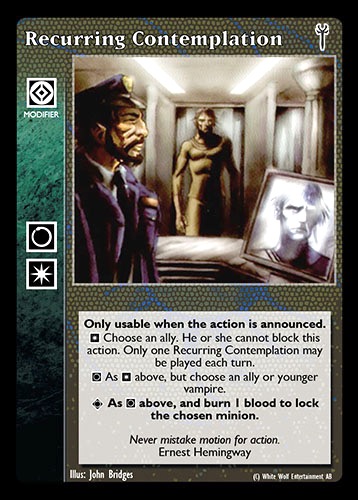 Recurring Contemplation
MODIFIER
Only usable when the action is announced.
Choose an ally. He or she cannot block this
action. Only one Recurring Contemplation may
be played each turn.
As above, but choose an ally or younger
vampire.
As above, and burn 1 blood to lock
the chosen minion.
Never mistake motion for action.
Ernest Hemingway
Illus: John Bridges
(C) White Wolf Entertainment AB